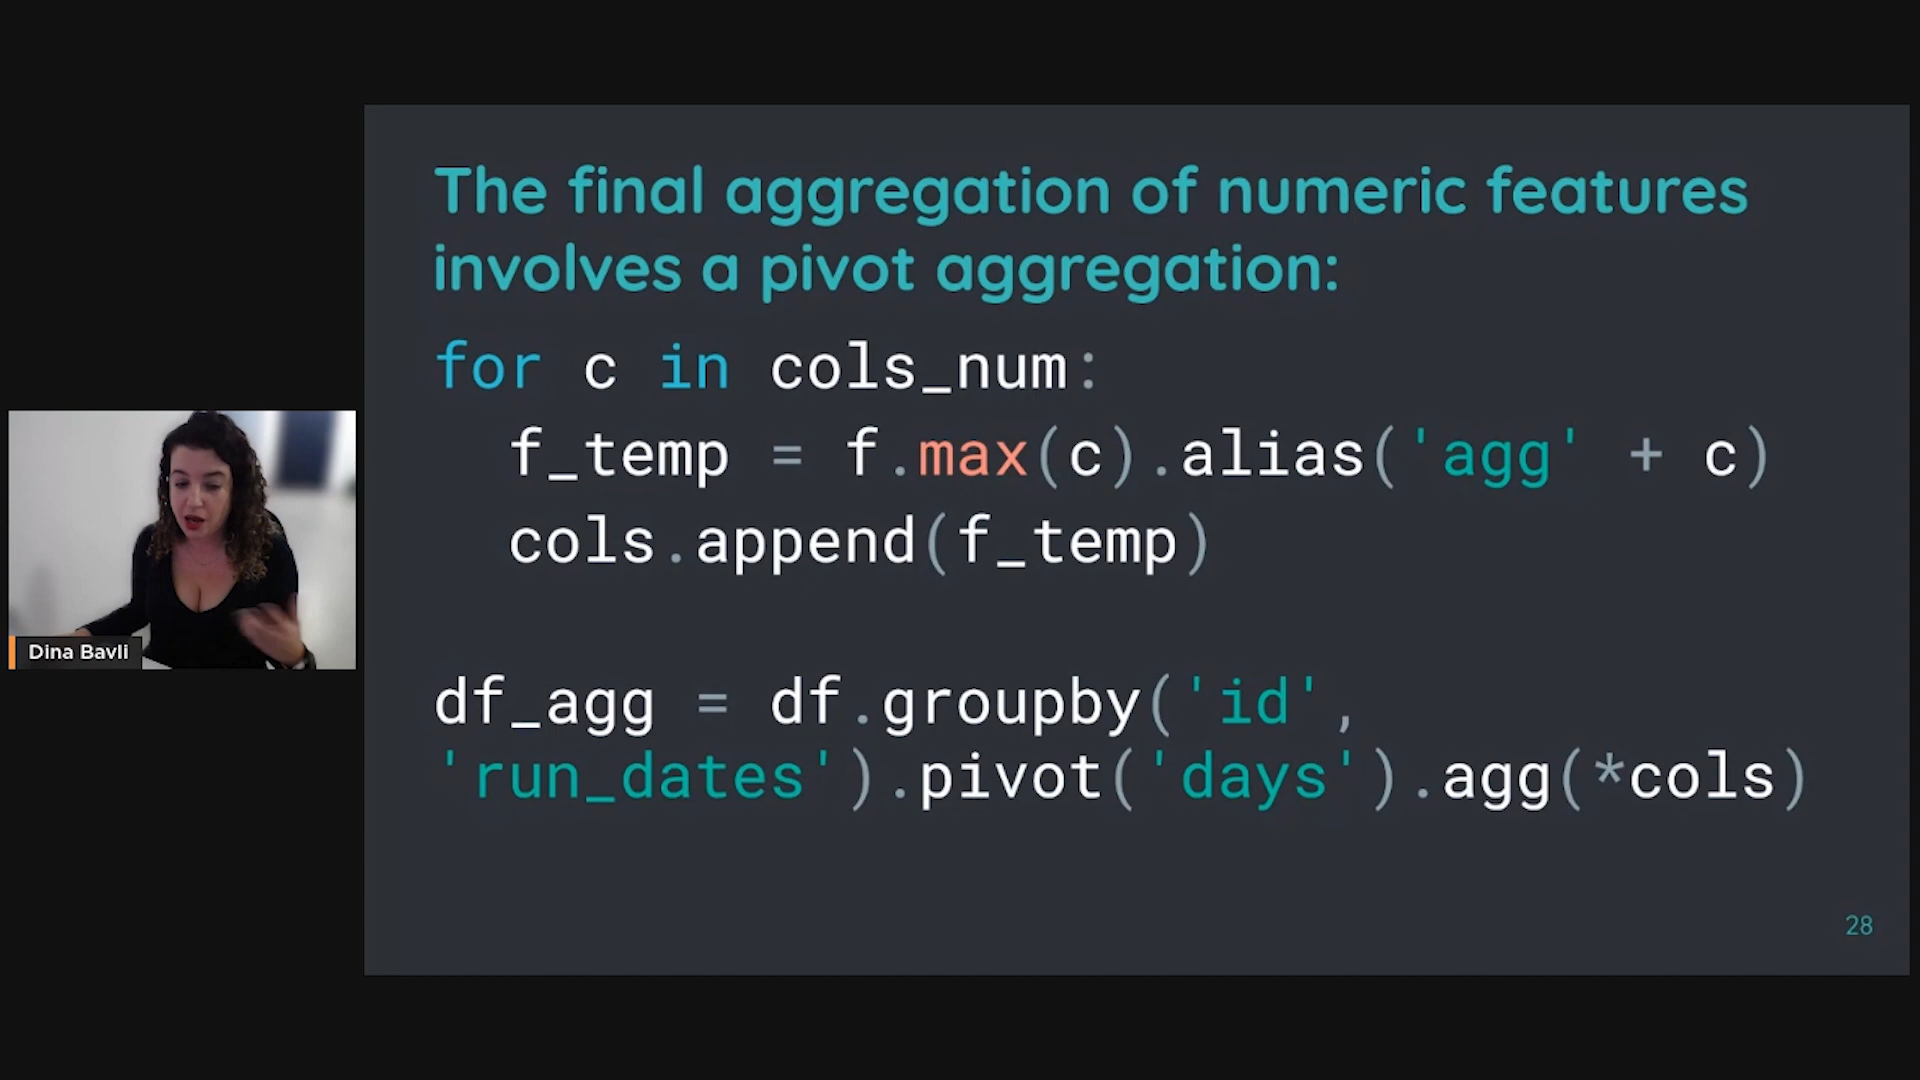 The final aggregation of numeric features
involves a pivot aggregation:
for c in cols_num:
f_temp = f.max(c).alias('agg' + c)
cols.append(f_temp)
df_agg = df.groupby('id',
'run_dates').pivot('days').agg(*cols)
Dina Bavli
28